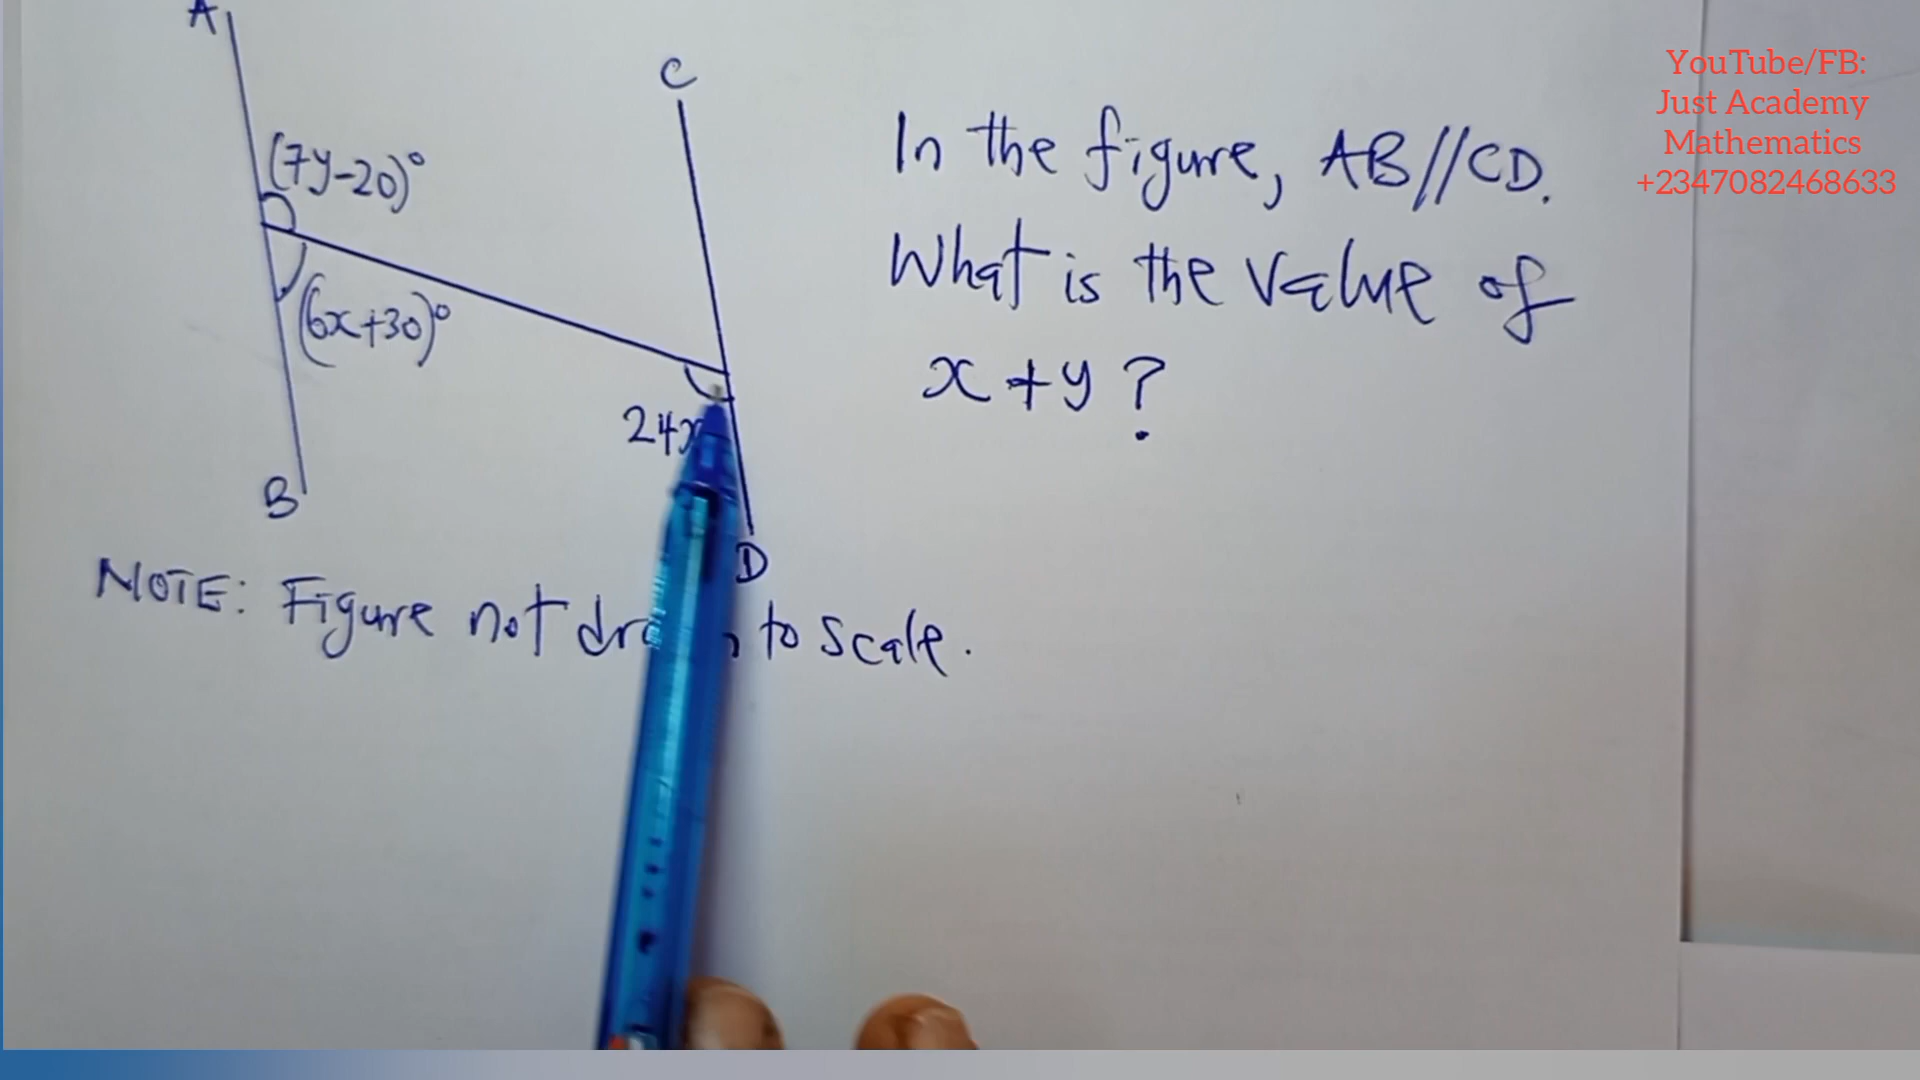 A
C
(7y-20)°
(6x+30)°
24x
B
D
In the figure, AB//CD.
What is the value of
x+y?
NOTE: Figure not to scale.
YouTube/FB:
Just Academy
Mathematics
+2347082468633